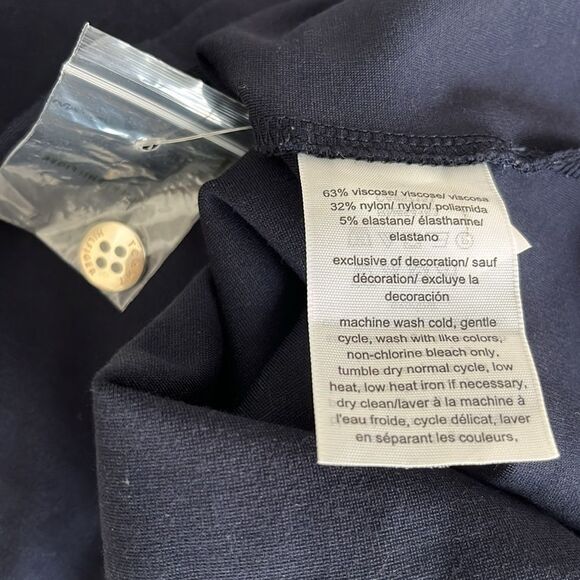 63% viscose/ viscose/ viscosa
32% nylon/ nylon/ poliamida
5% elastane/ élasthanne/
elastano
exclusive of decoration/ sauf
décoration/ excluye la
decoración
machine wash cold, gentle
cycle, wash with like colors,
non-chlorine bleach only.
tumble dry normal cycle, low
heat, low heat iron if necessary.
dry clean/laver à la machine à
l'eau froide, cycle délicat, laver
en séparant les couleurs.